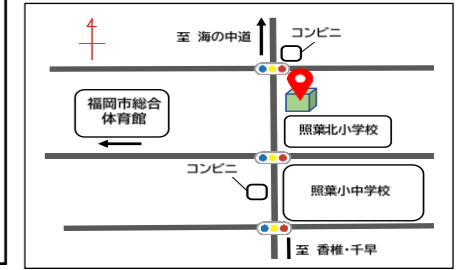 4
至 海の中道
コンビニ
福岡市総合
体育館
照葉北小学校
コンビニ
照葉小中学校
至 香椎・千早